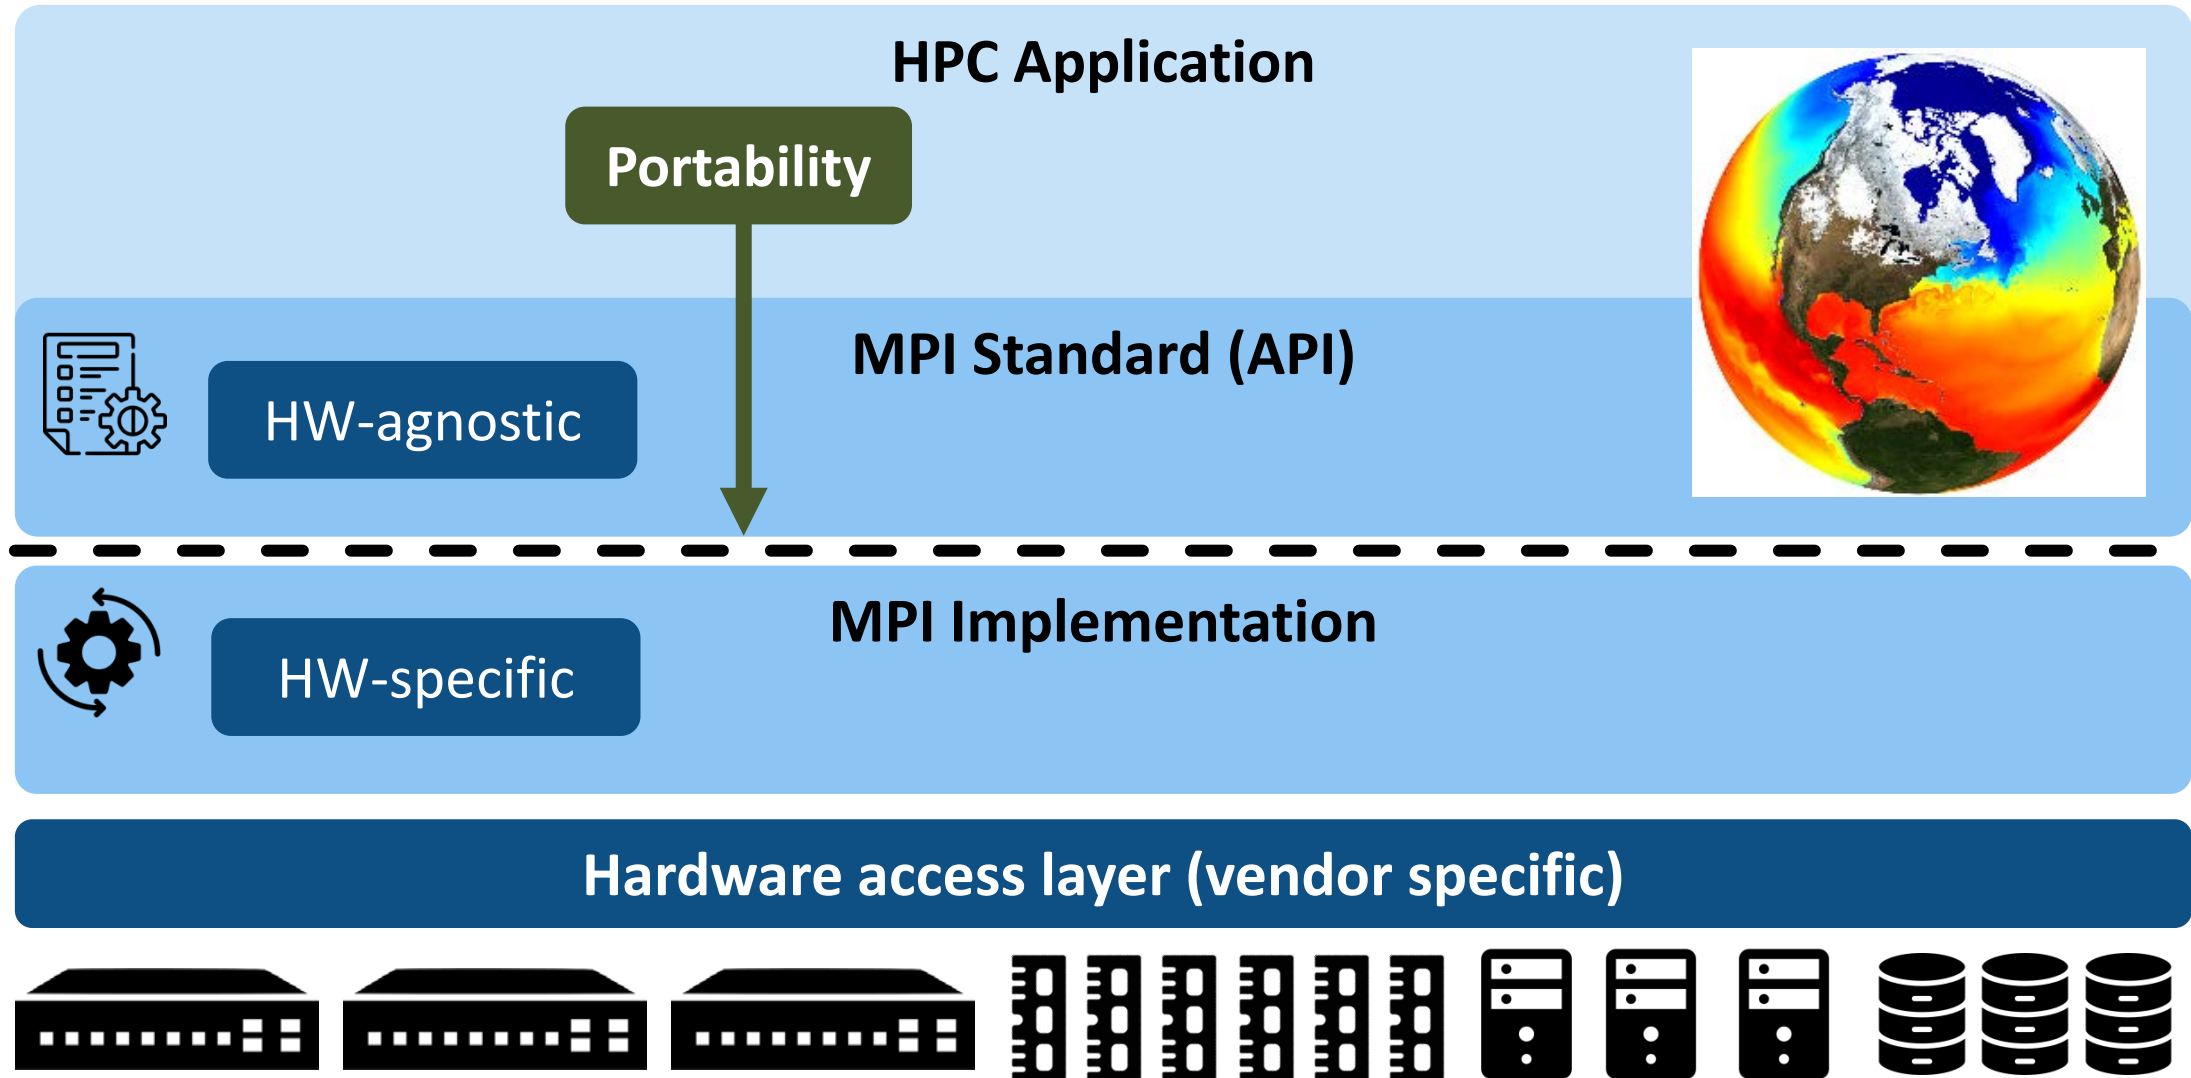 HPC Application
Portability
MPI Standard (API)
HW-agnostic
MPI Implementation
HW-specific
Hardware access layer (vendor specific)